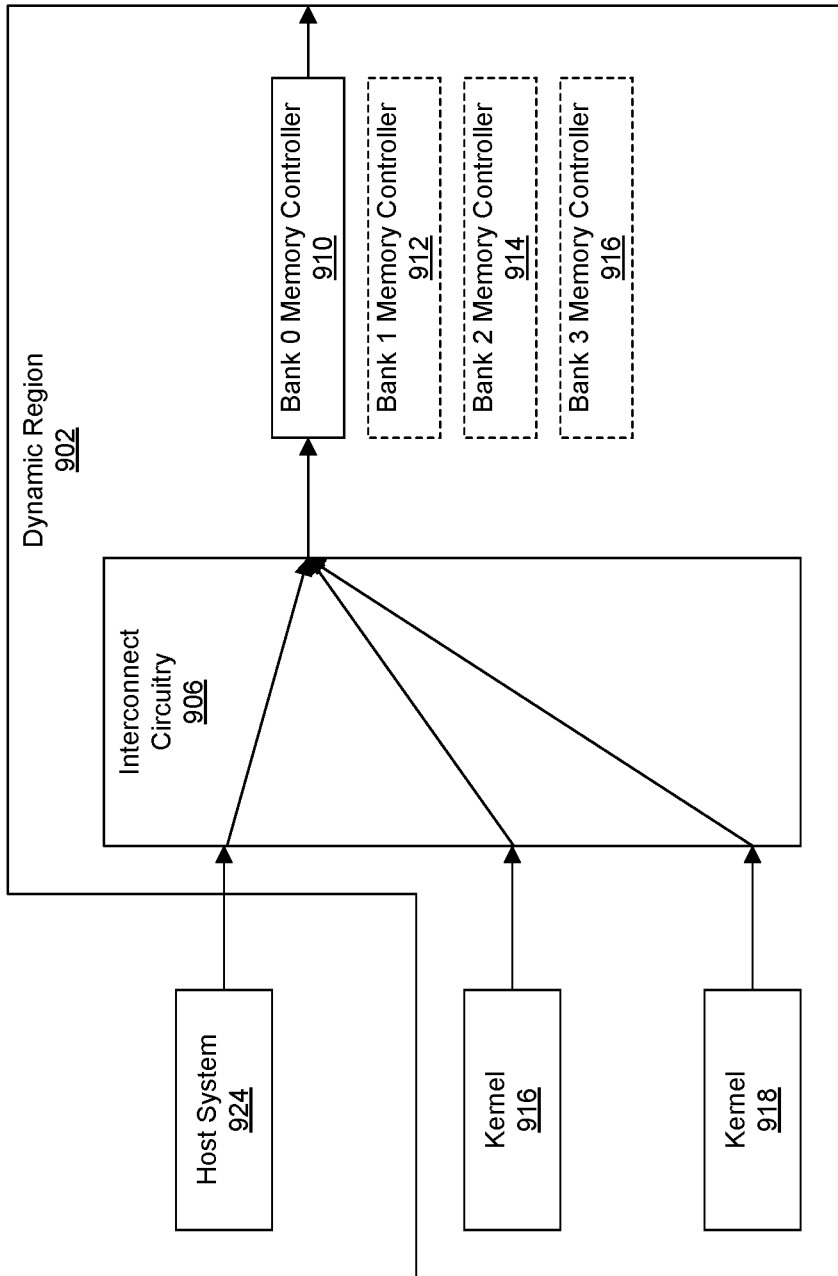 Dynamic Region
902
Host System
924
Interconnect
Circuitry
906
Bank 0 Memory Controller
910
Bank 1 Memory Controller
912
Kernel
916
Bank 2 Memory Controller
914
Bank 3 Memory Controller
916
Kernel
918